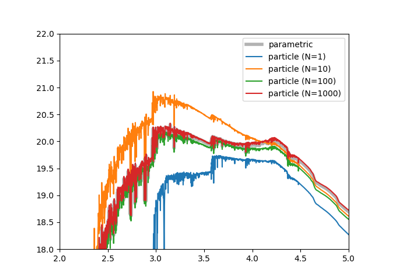 22.0
21.5
21.0
20.5
20.0
19.5
19.0
18.5
18.0
2.0 2.5 3.0 3.5 4.0 4.5 5.0
parametric
particle (N=1)
particle (N=10)
particle (N=100)
particle (N=1000)